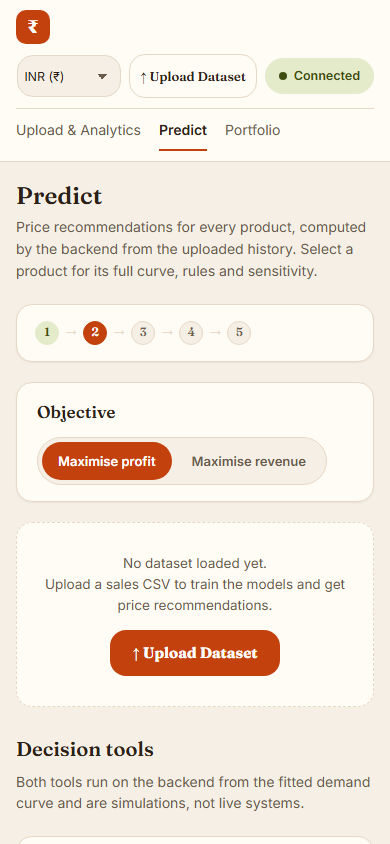 ₹
INR (₹)
↑ Upload Dataset
Connected
Upload & Analytics
Predict
Portfolio
Predict
Price recommendations for every product, computed
by the backend from the uploaded history. Select a
product for its full curve, rules and sensitivity.
1 → 2 → 3 → 4 → 5
Objective
Maximise profit
Maximise revenue
No dataset loaded yet.
Upload a sales CSV to train the models and get
price recommendations.
↑ Upload Dataset
Decision tools
Both tools run on the backend from the fitted demand
curve and are simulations, not live systems.